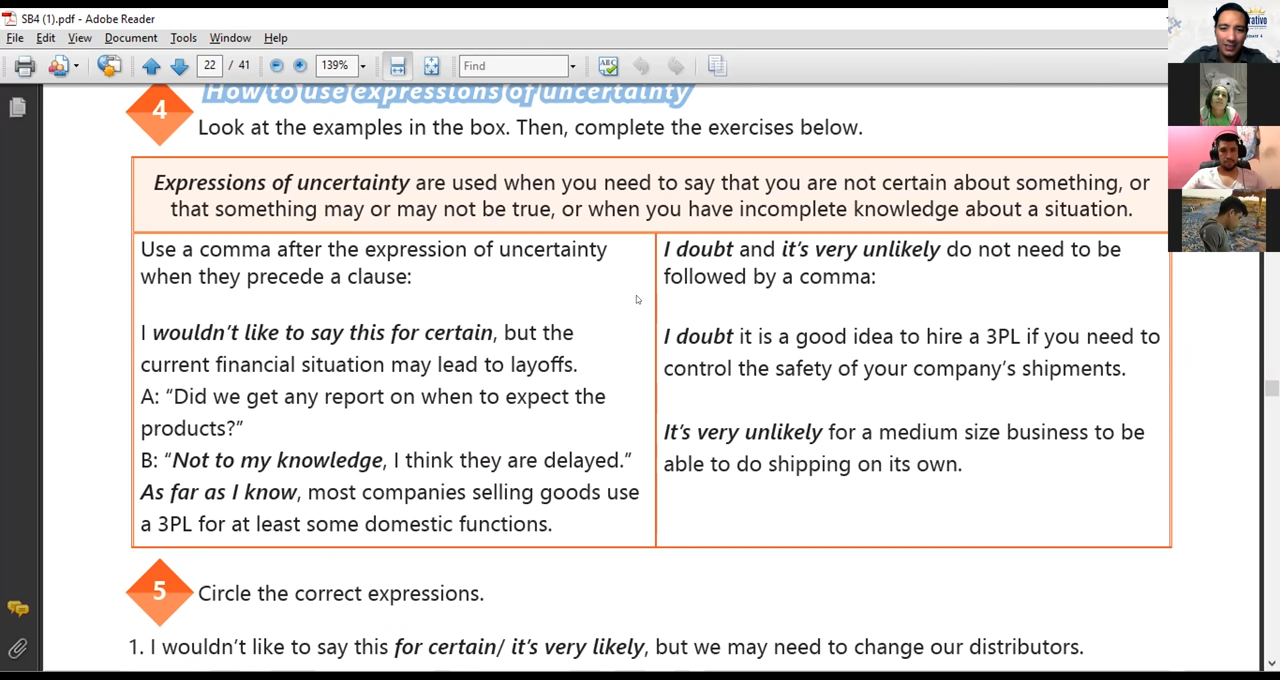 SB4 (1).pdf - Adobe Reader
File Edit View Document Tools Window Help
22 / 41 139% Find
4 How to use expressions of uncertainty
Look at the examples in the box. Then, complete the exercises below.
Expressions of uncertainty are used when you need to say that you are not certain about something, or
that something may or may not be true, or when you have incomplete knowledge about a situation.
Use a comma after the expression of uncertainty
when they precede a clause:
I wouldn't like to say this for certain, but the
current financial situation may lead to layoffs.
A: “Did we get any report on when to expect the
products?”
B: “Not to my knowledge, I think they are delayed.”
As far as I know, most companies selling goods use
a 3PL for at least some domestic functions.
I doubt and it's very unlikely do not need to be
followed by a comma:
I doubt it is a good idea to hire a 3PL if you need to
control the safety of your company's shipments.
It's very unlikely for a medium size business to be
able to do shipping on its own.
5 Circle the correct expressions.
1. I wouldn't like to say this for certain/ it's very likely, but we may need to change our distributors.